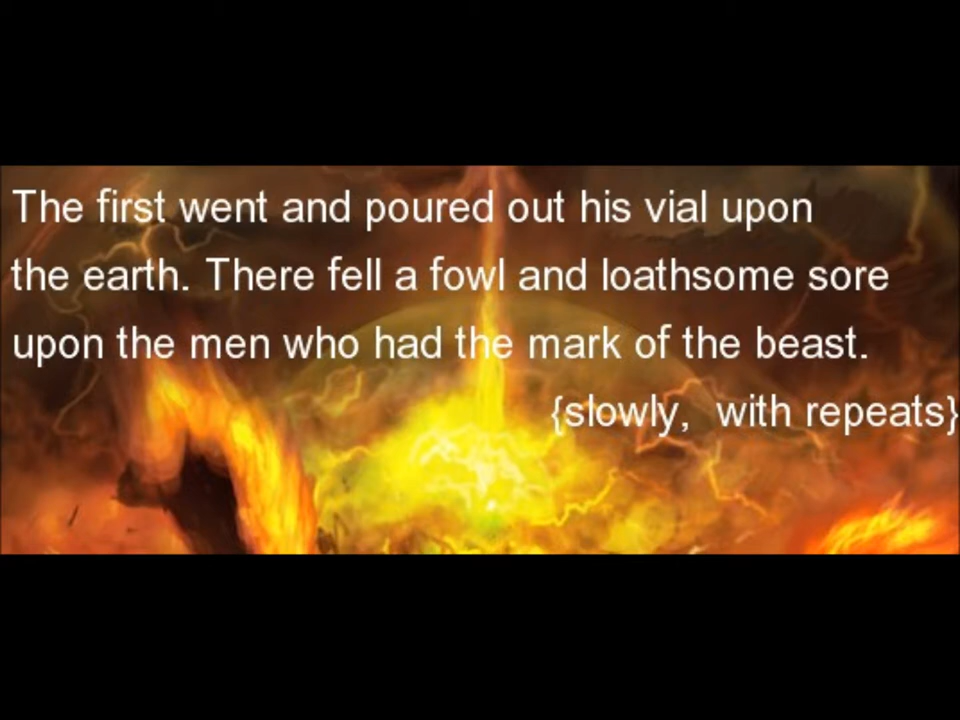 The first went and poured out his vial upon
the earth. There fell a fowl and loathsome sore
upon the men who had the mark of the beast.
{slowly,  with repeats}